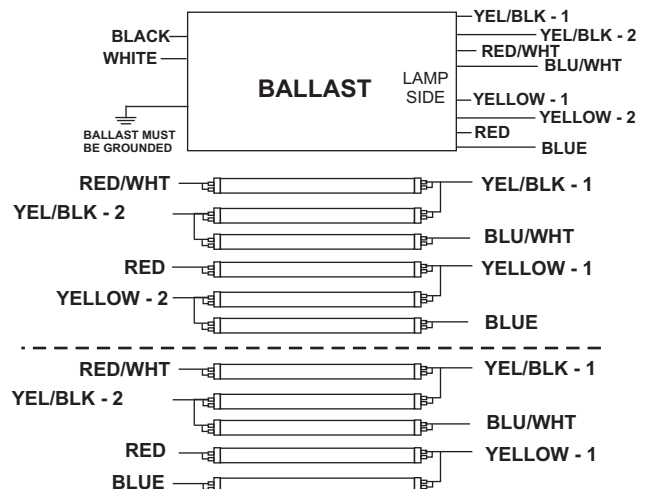 YEL/BLK - 1
YEL/BLK - 2
BLACK
RED/WHT
WHITE
BLU/WHT
BALLAST
LAMP
SIDE
YELLOW - 1
YELLOW - 2
BALLAST MUST
BE GROUNDED
RED
BLUE
RED/WHT
YEL/BLK - 1
YEL/BLK - 2
BLU/WHT
RED
YELLOW - 1
YELLOW - 2
BLUE
RED/WHT
YEL/BLK - 1
YEL/BLK - 2
BLU/WHT
RED
YELLOW - 1
BLUE